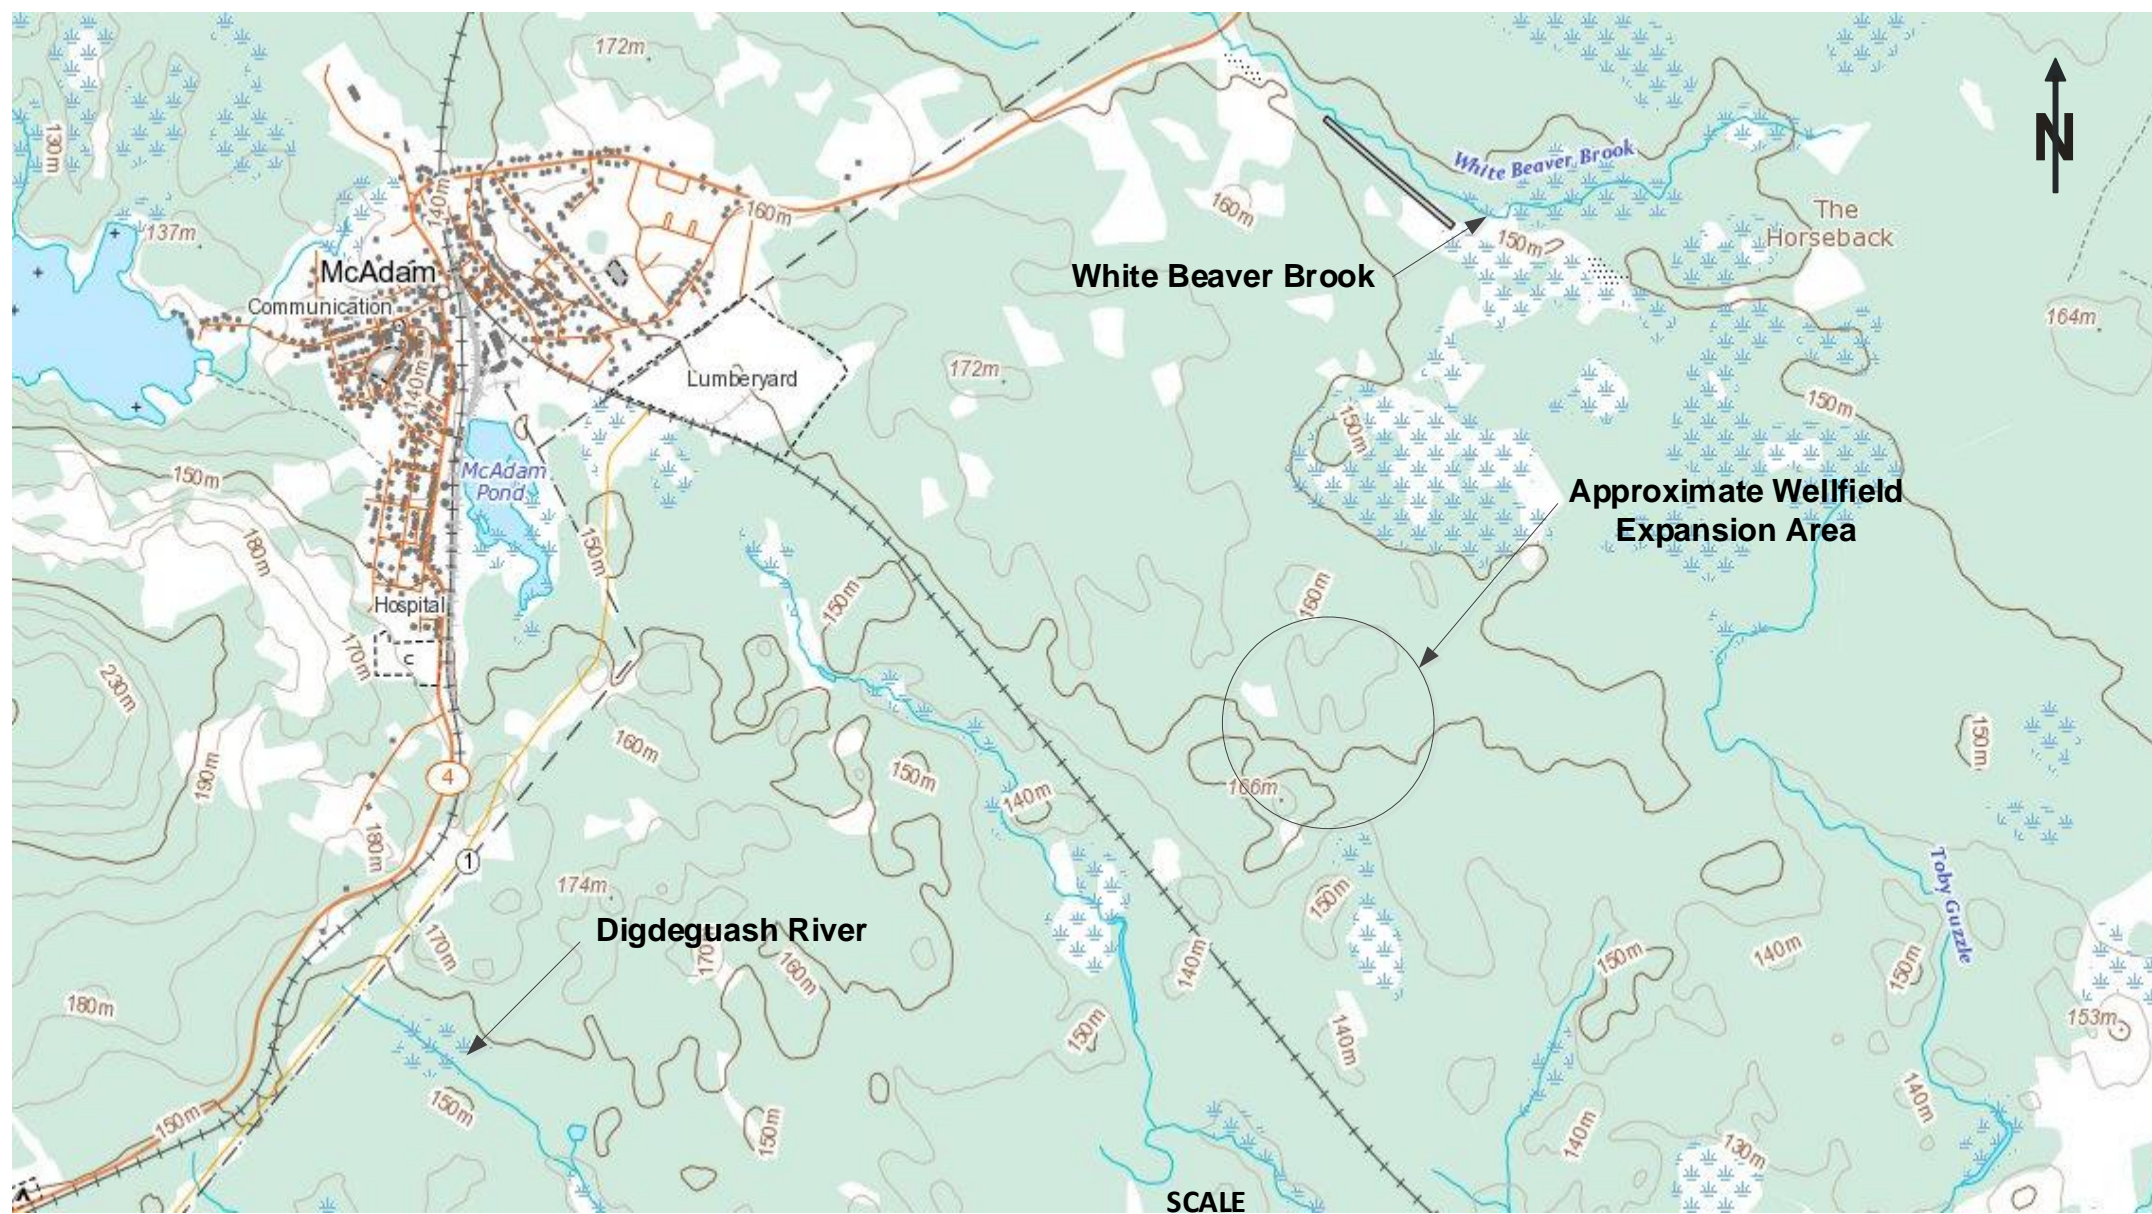 172m
130m
N
140m
White Beaver Brook
160m
160m
The
Horseback
137m
150m
McAdam
White Beaver Brook
Communication
164m
172m
Lumberyard
140m
150m
150m
McAdam
Pond
150m
Approximate Wellfield
Expansion Area
180m
150m
150m
160m
Hospital
170m
C
230m
160m
150m
190m
150m
4
140m
166m
180m
1
174m
150m
Toby Guzzle
Digdeguash River
170m
170m
160m
140m
150m
140m
150m
180m
150m
140m
153m
150m
150m
150m
140m
140m
130m
SCALE